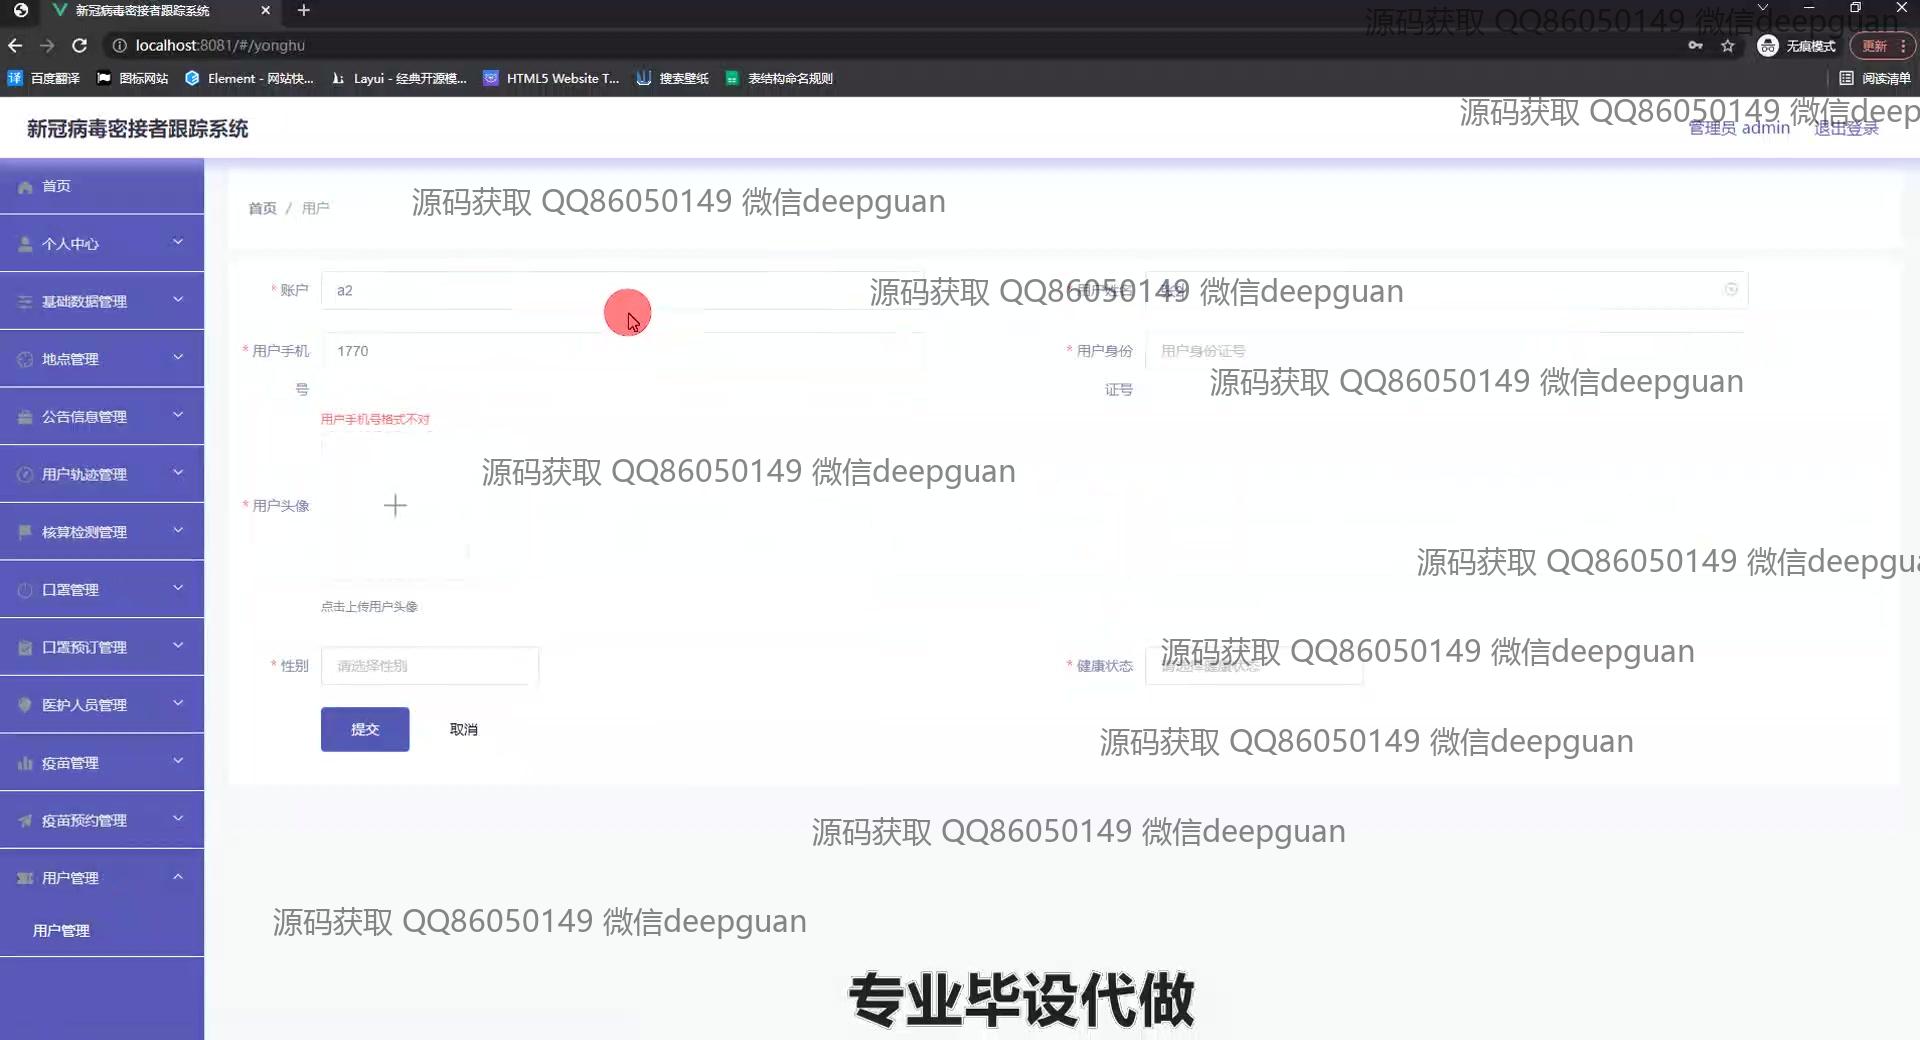 新冠病毒密接者跟踪系统
localhost:8081/#/yonghu
无痕模式
更新
百度翻译
图标网站
Element - 网站快...
Layui - 经典开源模...
HTML5 Website T...
搜索壁纸
表结构命名规则
阅读清单
源码获取 QQ86050149 微信deepguan
新冠病毒密接者跟踪系统
源码获取 QQ86050149 微信deep
管理员 admin
退出登录
首页
个人中心
基础数据管理
地点管理
公告信息管理
用户轨迹管理
核算检测管理
口罩管理
口罩预订管理
医护人员管理
疫苗管理
疫苗预约管理
用户管理
用户管理
首页 / 用户
源码获取 QQ86050149 微信deepguan
* 账户
a2
* 用户姓名
源码获取 QQ86050149 微信deepguan
* 用户手机号
1770
用户手机号格式不对
* 用户身份证号
用户身份证号
源码获取 QQ86050149 微信deepguan
源码获取 QQ86050149 微信deepguan
* 用户头像
点击上传用户头像
源码获取 QQ86050149 微信deepgua
* 性别
请选择性别
* 健康状态
请选择健康状态
源码获取 QQ86050149 微信deepguan
提交
取消
源码获取 QQ86050149 微信deepguan
源码获取 QQ86050149 微信deepguan
源码获取 QQ86050149 微信deepguan
专业毕设代做